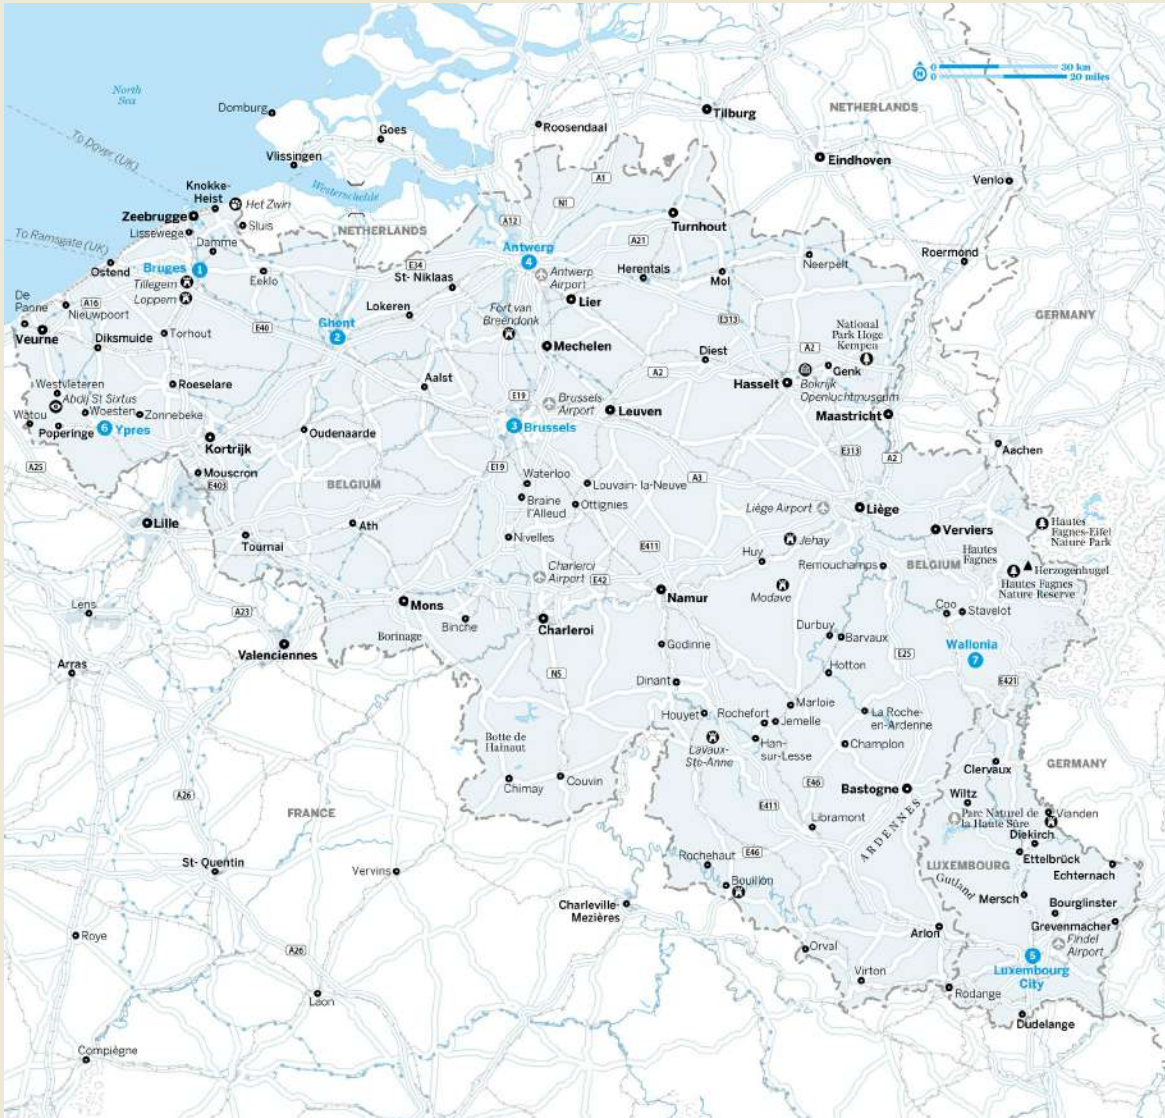 0 30 km
N 0 20 miles
North
Sea
Domburg
Goes
Roosendaal
Tilburg
NETHERLANDS
To Dover (UK)
Vlissingen
Eindhoven
Venlo
Knokke-
Heist
Westerschelde
A1
Het Zwin
N1
Zeebrugge
Lissewege
Sluis
A12
Turnhout
NETHERLANDS
To Ramsgate (UK)
Damme
A21
Antwerp
4
Roermond
Ostend
Bruges 1
E34
Neerpelt
Tillegem
Eeklo
St- Niklaas
Antwerp
Airport
Herentals
Mol
De
Panne
A16
Loppem
Nieuwpoort
Lokeren
Fort van
Breendonk
Lier
GERMANY
Veurne
Diksmuide
Torhout
E40
Ghent
2
E313
National
Park Hoge
Kempen
Mechelen
Diest
A2
Genk
Westvleteren
Roeselare
Aalst
A2
Hasselt
Bokrijk
Openluchtmuseum
Abdij St Sixtus
E19
Brussels
Airport
Watou
Woesten
Zonnebeke
Leuven
Maastricht
Poperinge
6 Ypres
Oudenaarde
3 Brussels
Kortrijk
Aachen
A25
Mouscron
E19
E313
A2
E403
BELGIUM
Waterloo
Louvain- la-Neuve
A3
Braine
l'Alleud
Ottignies
Liège Airport
Liège
Lille
Ath
Verviers
Hautes
Fagnes-Eifel
Nature Park
Tournai
Nivelles
E411
Jehay
Hautes
Fagnes
Huy
Remouchamps
BELGIUM
Herzogenhugel
Charleroi
Airport
E42
Hautes Fagnes
Nature Reserve
Modave
Lens
A23
Mons
Namur
Coo
Stavelot
Borinage
Binche
Charleroi
Durbuy
Barvaux
Valenciennes
Godinne
E25
Wallonia
7
Arras
N5
Dinant
Hotton
E421
Marloie
Houyet
Rochefort
Jemelle
La Roche-
en-Ardenne
Botte de
Hainaut
Lavaux-
Ste-Anne
Han-
sur-Lesse
Champlon
Clervaux
GERMANY
Chimay
Couvin
E46
Bastogne
Wiltz
A26
E411
Parc Naturel de
la Haute Sûre
Vianden
FRANCE
Libramont
ARDENNES
Diekirch
St- Quentin
Vervins
Rochehaut
E46
LUXEMBOURG
Ettelbrück
Echternach
Bouillon
Gutland
Mersch
Bourglinster
Charleville-
Mezières
Grevenmacher
Roye
A26
Arlon
Findel
Airport
Orval
5
Luxembourg
City
Laon
Virton
Rodange
Dudelange
Compiègne